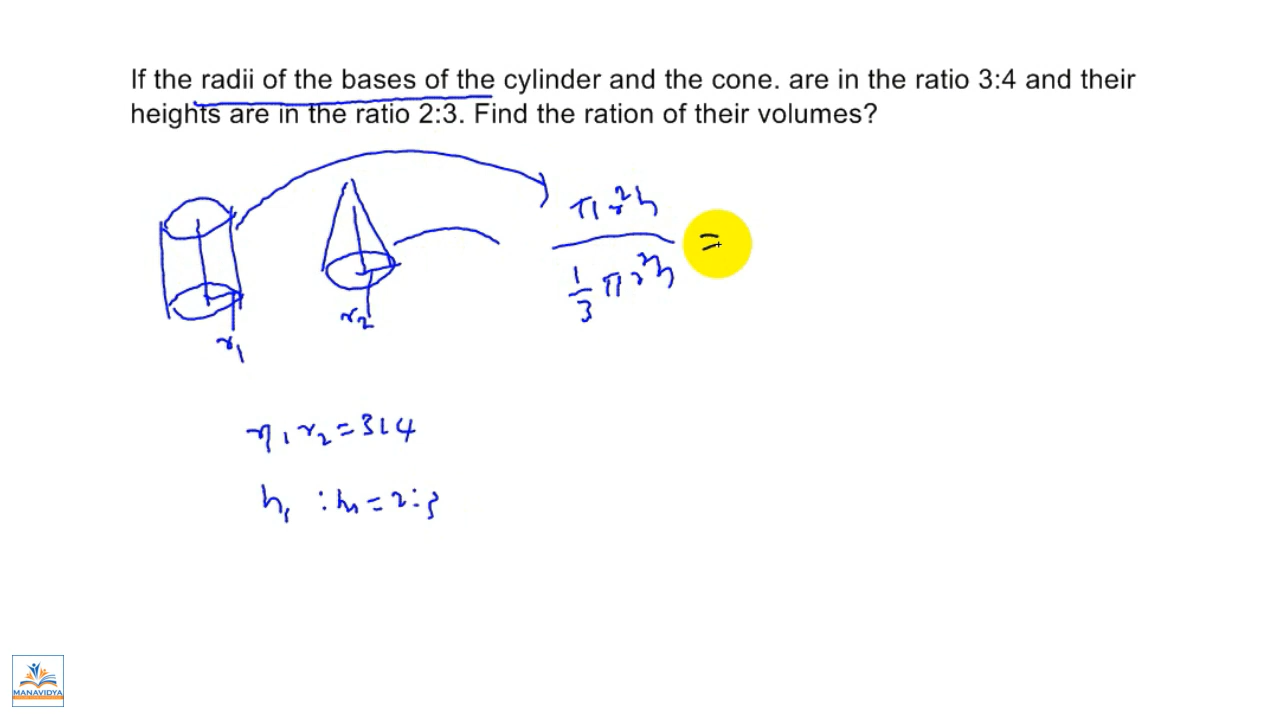 If the radii of the bases of the cylinder and the cone. are in the ratio 3:4 and their
heights are in the ratio 2:3. Find the ration of their volumes?
πr²h
=
1/3 πr²h
r₂
r₁
r₁:r₂=3:4
h₁:h₂=2:3
MANAVIDYA